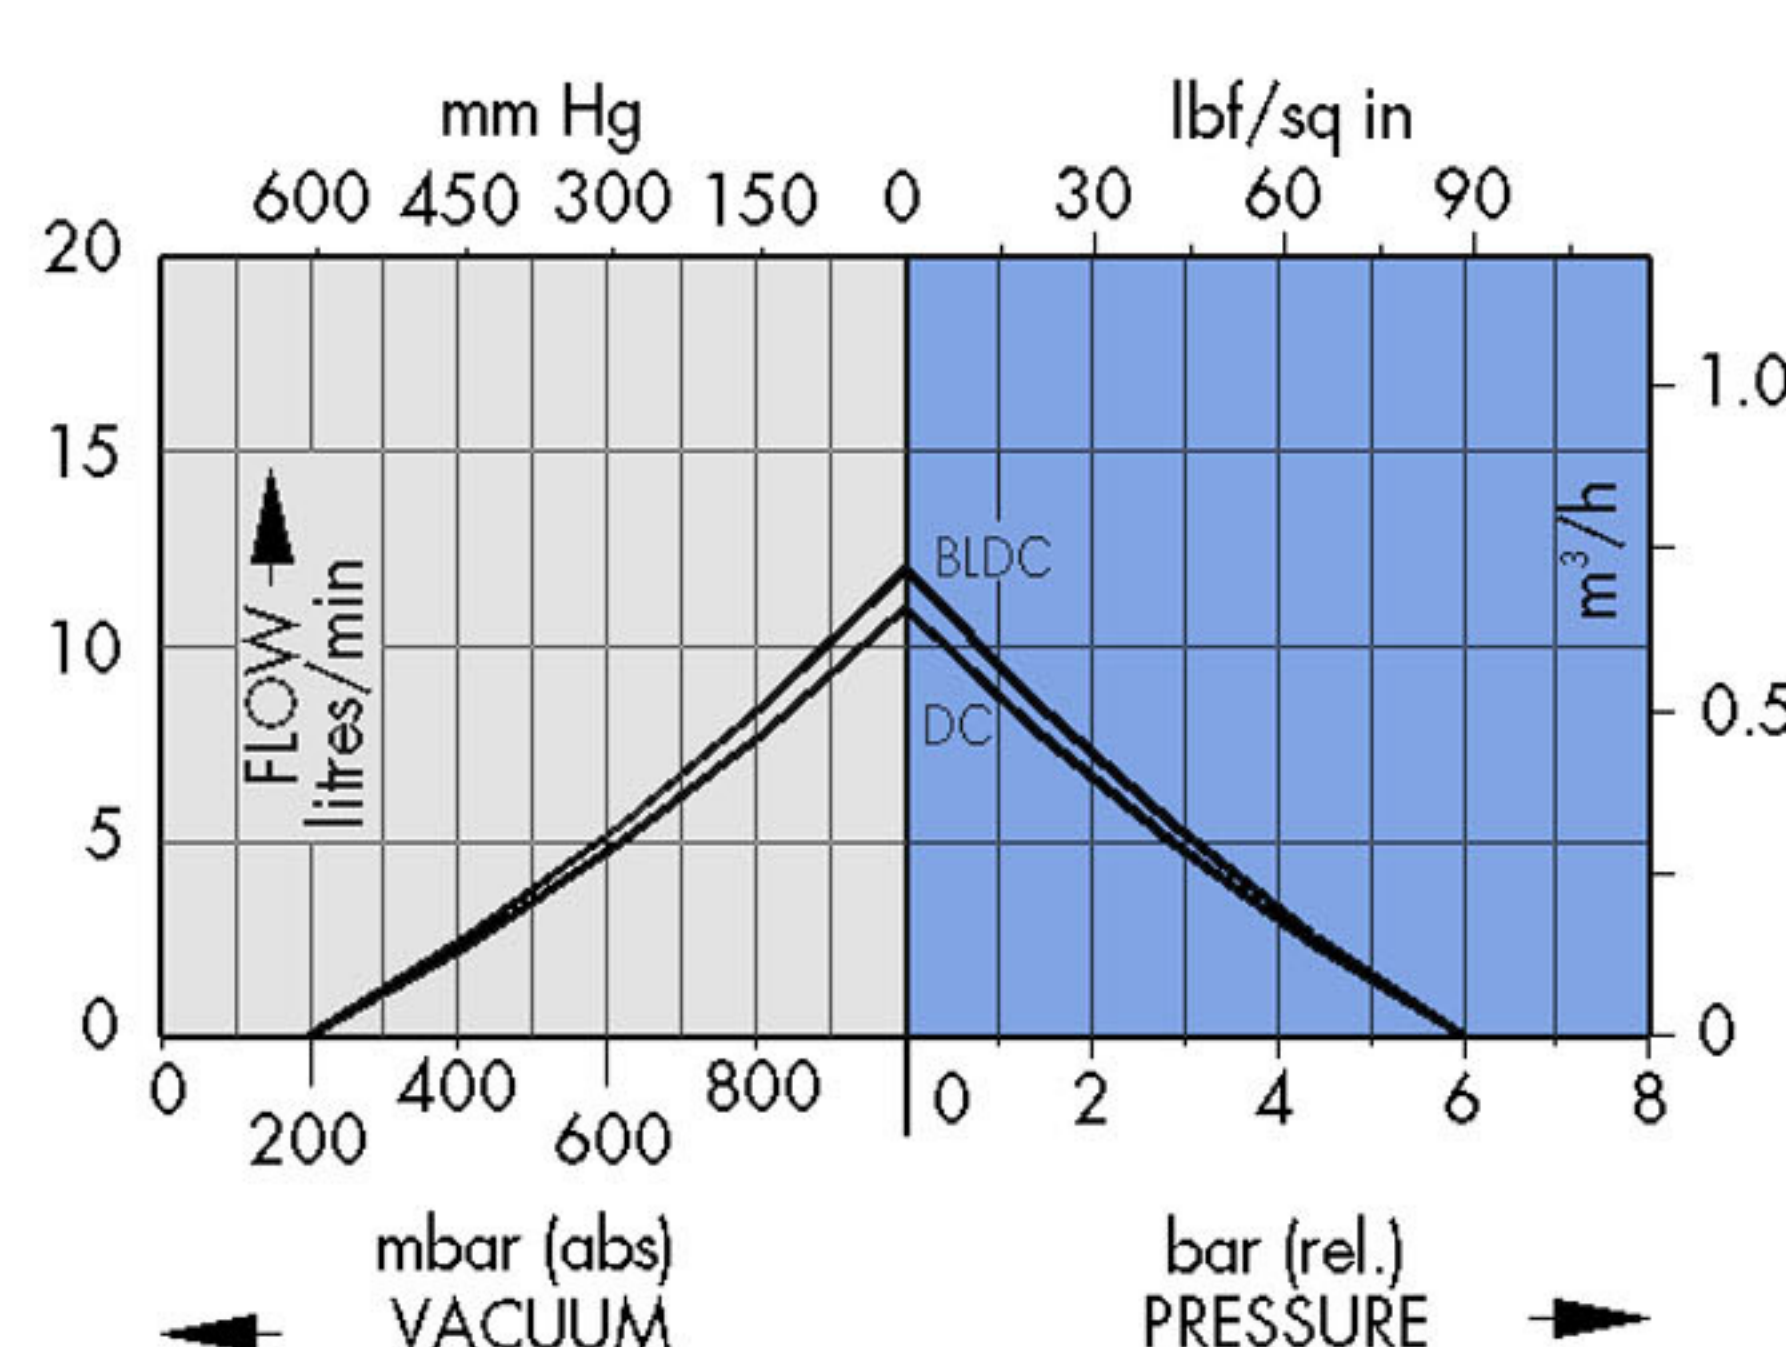 mm Hg lbf/sq in
600 450 300 150 0 30 60 90
20
1.0
15
m³/h
BLDC
FLOW
litres/min
10
DC
0.5
5
0 0
0 400 800 0 2 4 6 8
200 600
mbar (abs) bar (rel.)
VACUUM PRESSURE